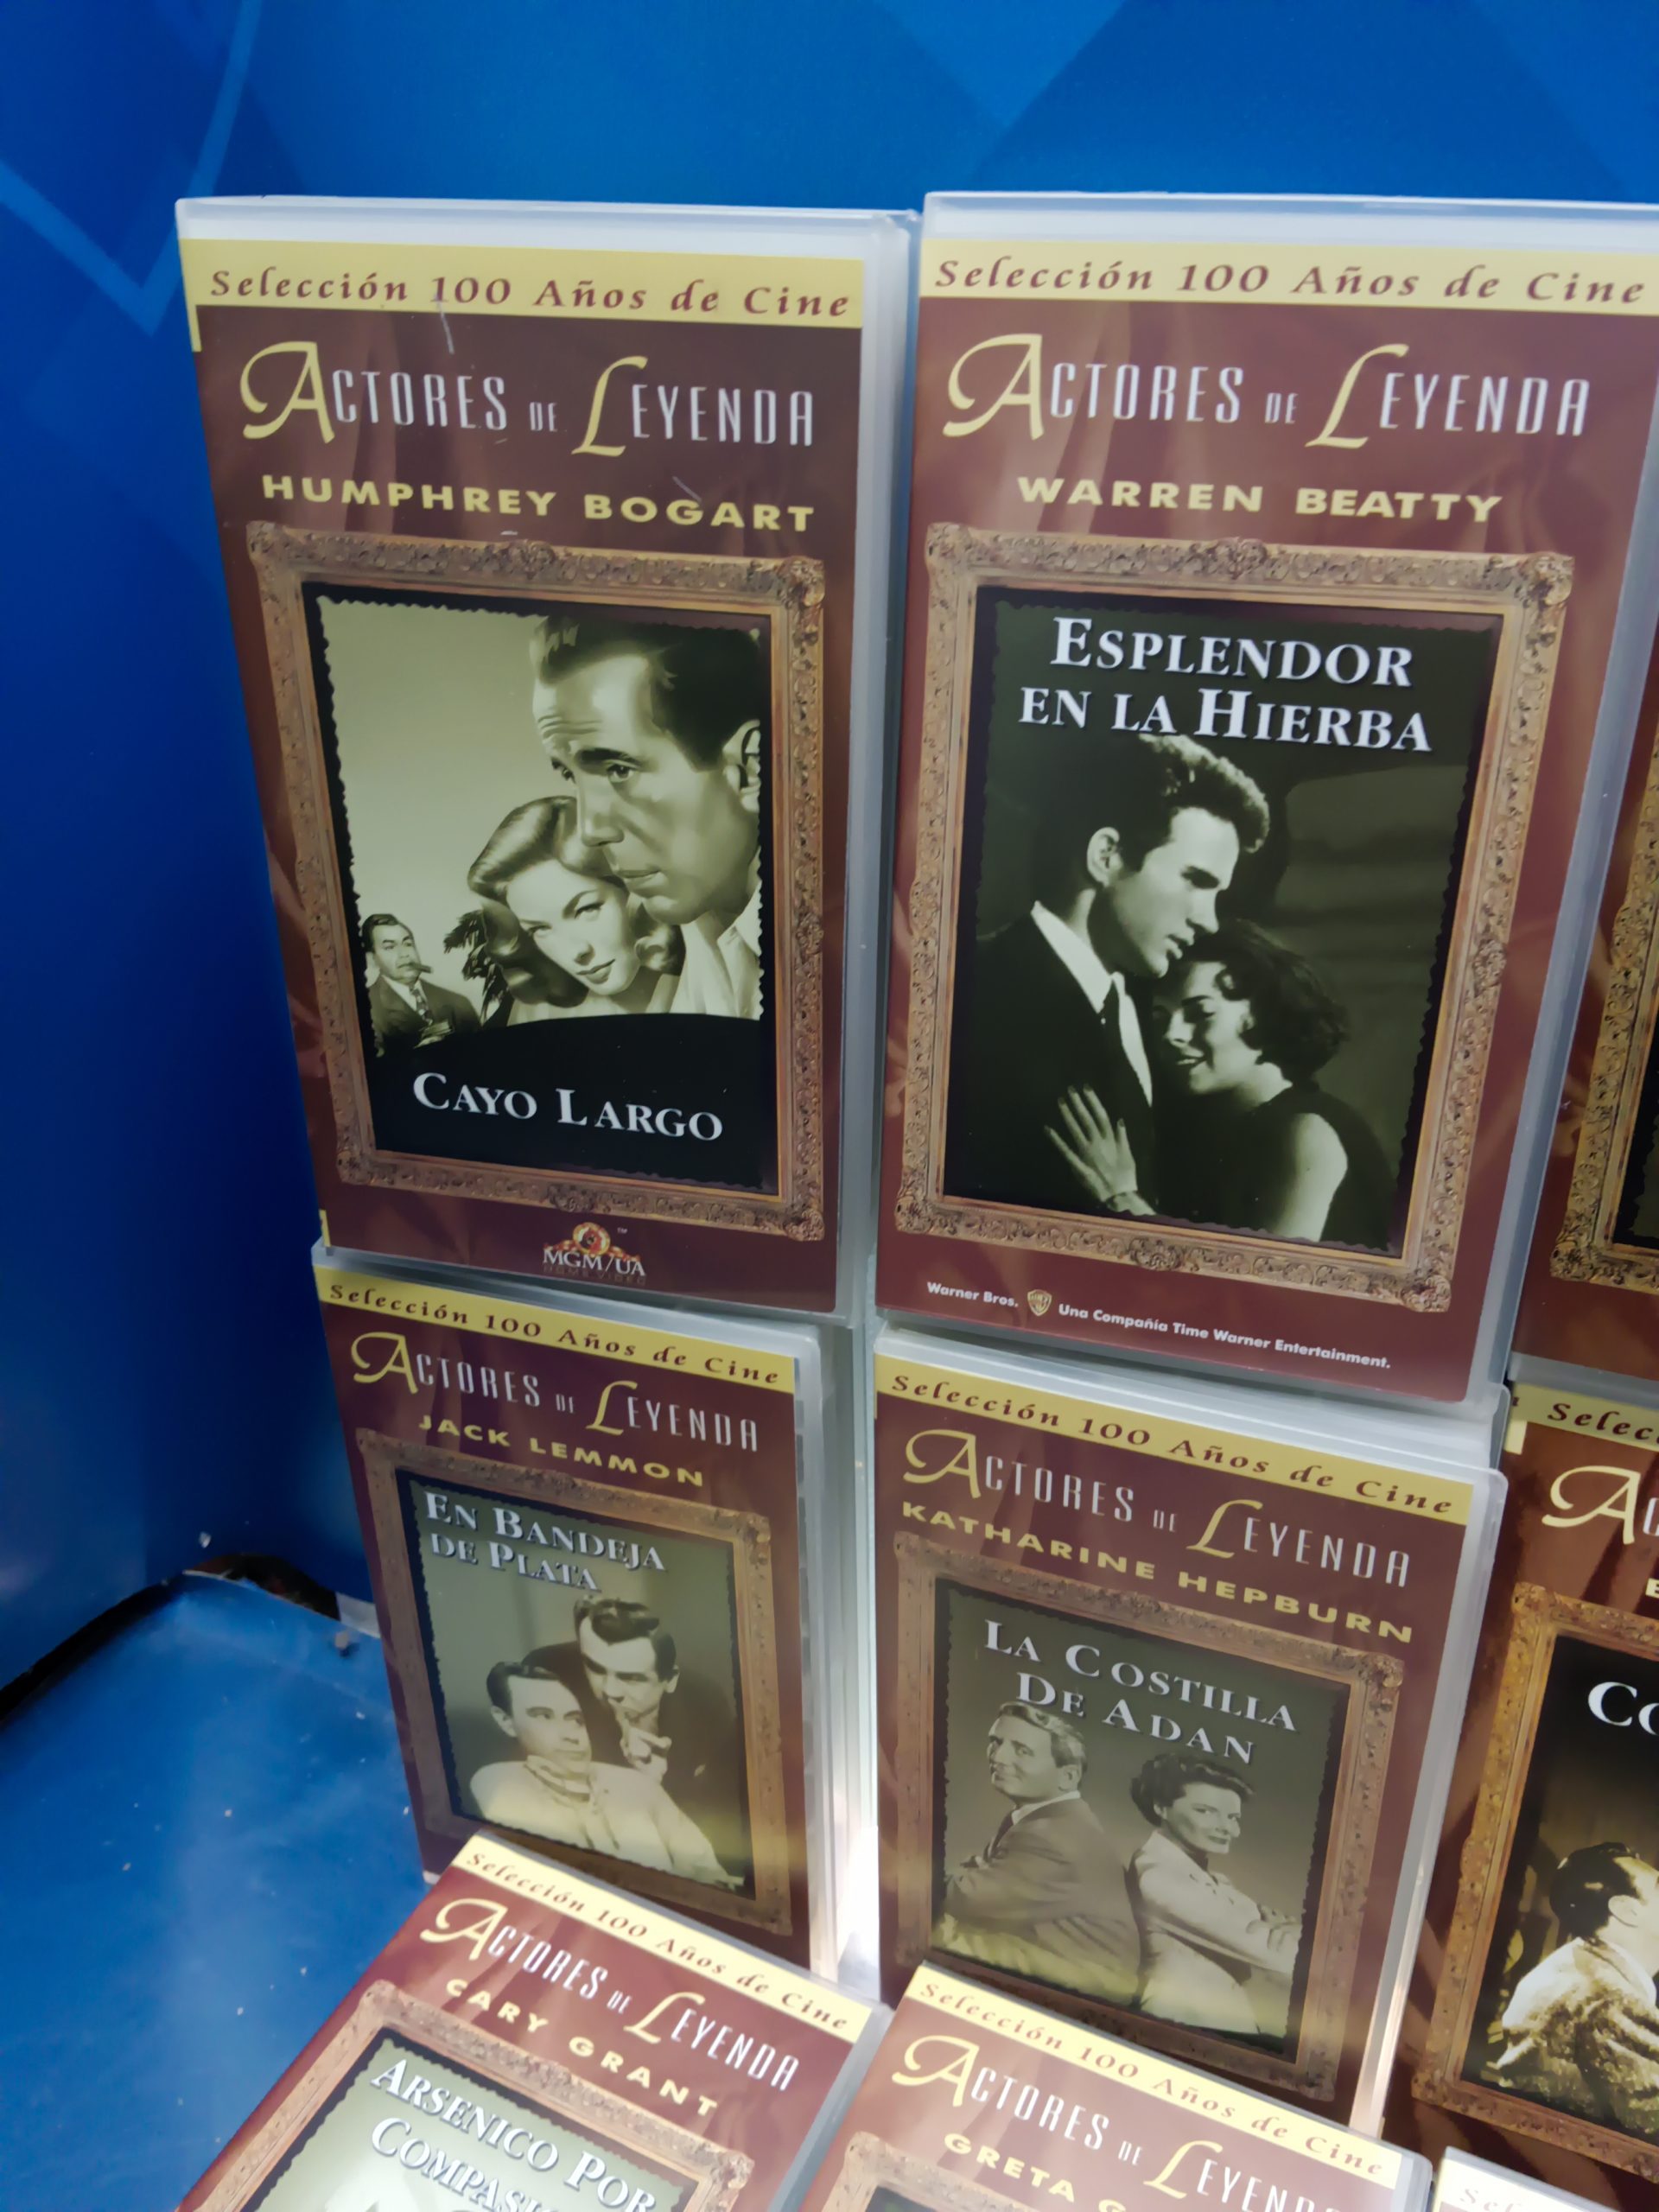 Selección 100 Años de Cine
ACTORES DE LEYENDA
HUMPHREY BOGART
CAYO LARGO
MGM/UA
HOME VIDEO
Selección 100 Años de Cine
ACTORES DE LEYENDA
WARREN BEATTY
ESPLENDOR
EN LA HIERBA
Warner Bros. Una Compañía Time Warner Entertainment.
Selección 100 Años de Cine
ACTORES DE LEYENDA
JACK LEMMON
EN BANDEJA
DE PLATA
Selección 100 Años de Cine
ACTORES DE LEYENDA
KATHARINE HEPBURN
LA COSTILLA
DE ADAN
Selección 100 Años de Cine
ACTORES DE LEYENDA
CARY GRANT
ARSENICO POR
Selección 100 Años de Cine
ACTORES DE LEYENDA
GRETA